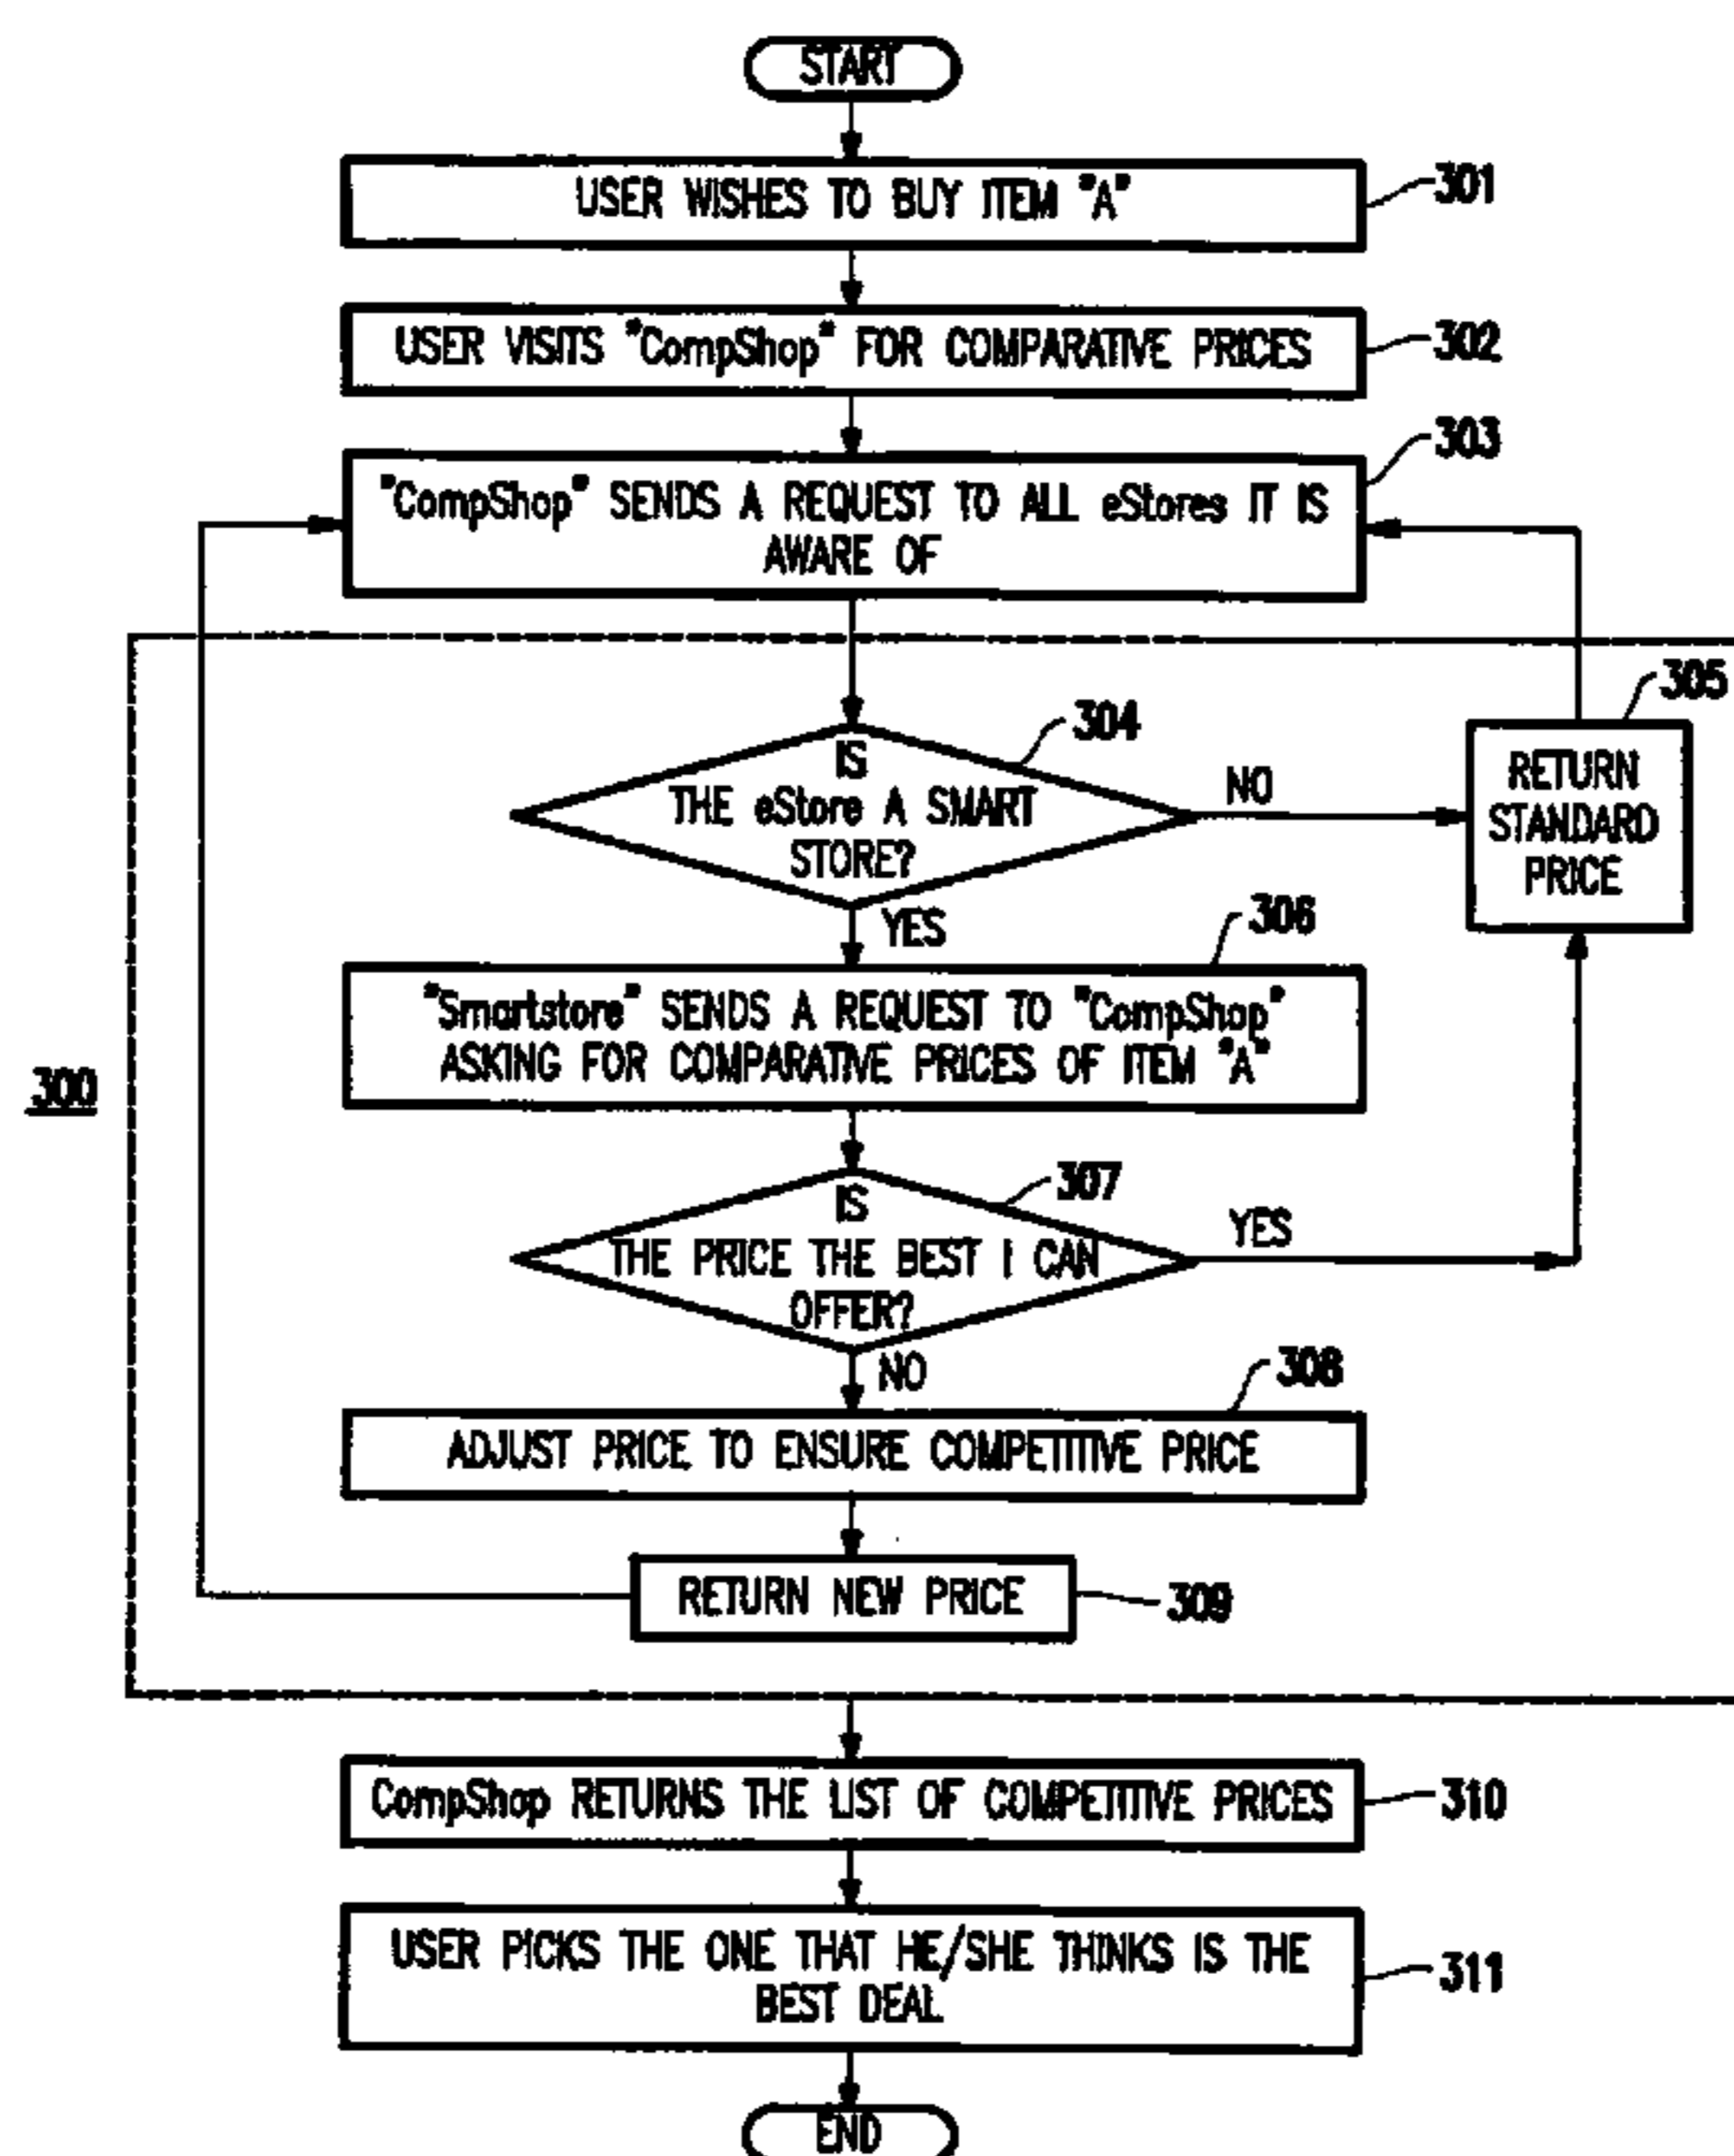 START
USER WISHES TO BUY ITEM "A"
301
USER VISITS "CompShop" FOR COMPARATIVE PRICES
302
303
"CompShop" SENDS A REQUEST TO ALL eStores IT IS
AWARE OF
304
305
IS
THE eStore A SMART
STORE?
NO
RETURN
STANDARD
PRICE
YES
306
"Smartstore" SENDS A REQUEST TO "CompShop"
ASKING FOR COMPARATIVE PRICES OF ITEM "A"
300
307
IS
THE PRICE THE BEST I CAN
OFFER?
YES
NO
308
ADJUST PRICE TO ENSURE COMPETITIVE PRICE
RETURN NEW PRICE
309
CompShop RETURNS THE LIST OF COMPETITIVE PRICES
310
USER PICKS THE ONE THAT HE/SHE THINKS IS THE
BEST DEAL
311
END